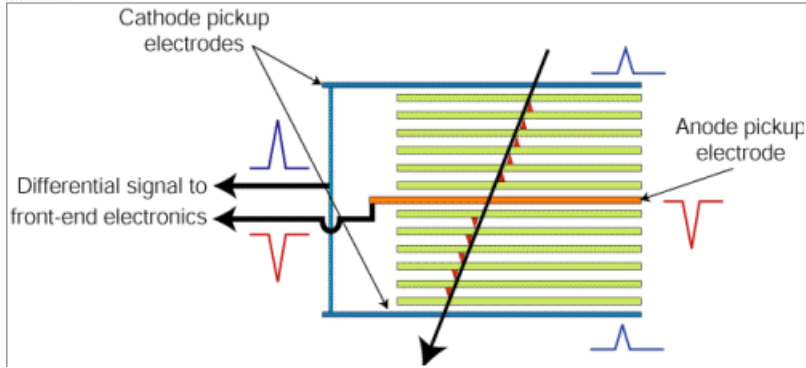 Cathode pickup
electrodes
Anode pickup
electrode
Differential signal to
front-end electronics